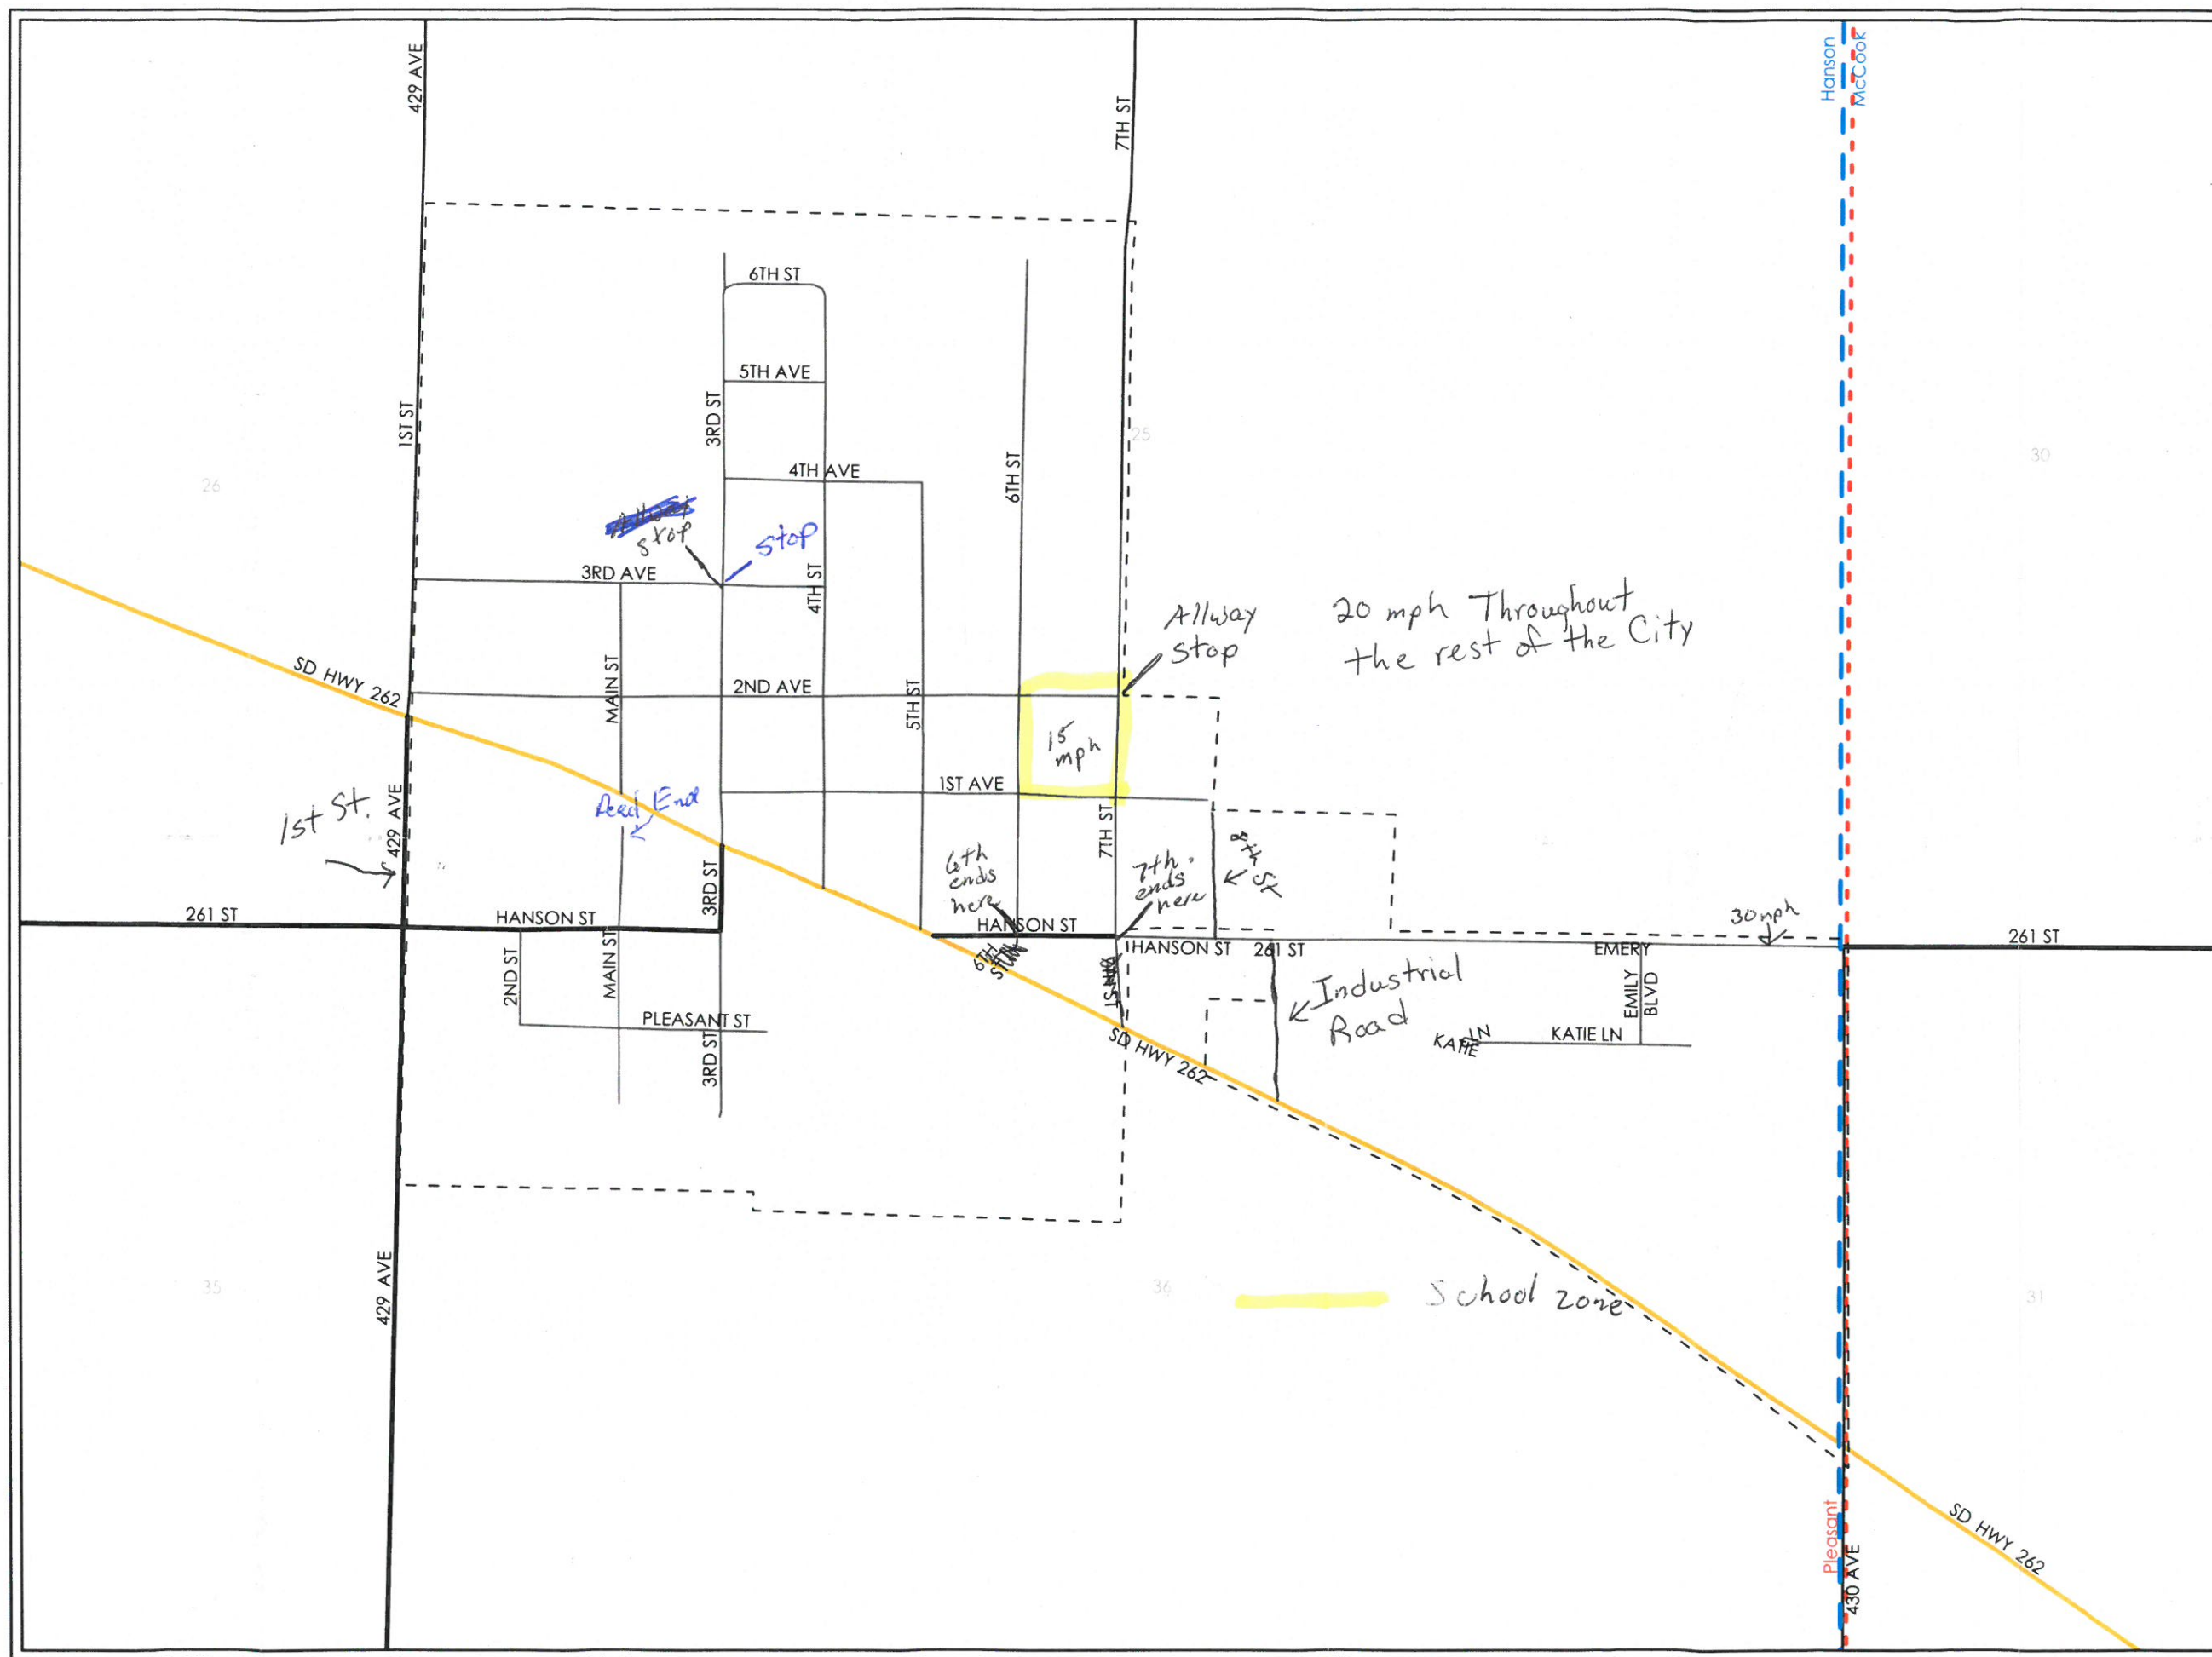 429 AVE
7TH ST
Hanson
McCook
6TH ST
5TH AVE
1ST ST
3RD ST
25
30
26
4TH AVE
6TH ST
stop
stop
3RD AVE
4TH ST
Allway
stop
20 mph Throughout
the rest of the City
SD HWY 262
MAIN ST
2ND AVE
5TH ST
15
mph
1ST AVE
Dead End
1st St.
429 AVE
7TH ST
8th St
6th
ends
here
7th
ends
here
3RD ST
30 mph
261 ST
HANSON ST
HANSON ST
HANSON ST
261 ST
EMERY
261 ST
2ND ST
MAIN ST
6TH
ST
Industrial
Road
EMILY
BLVD
PLEASANT ST
SD HWY 262
KATIE
LN
KATIE LN
3RD ST
429 AVE
35
36
School zone
31
Pleasant
430 AVE
SD HWY 262